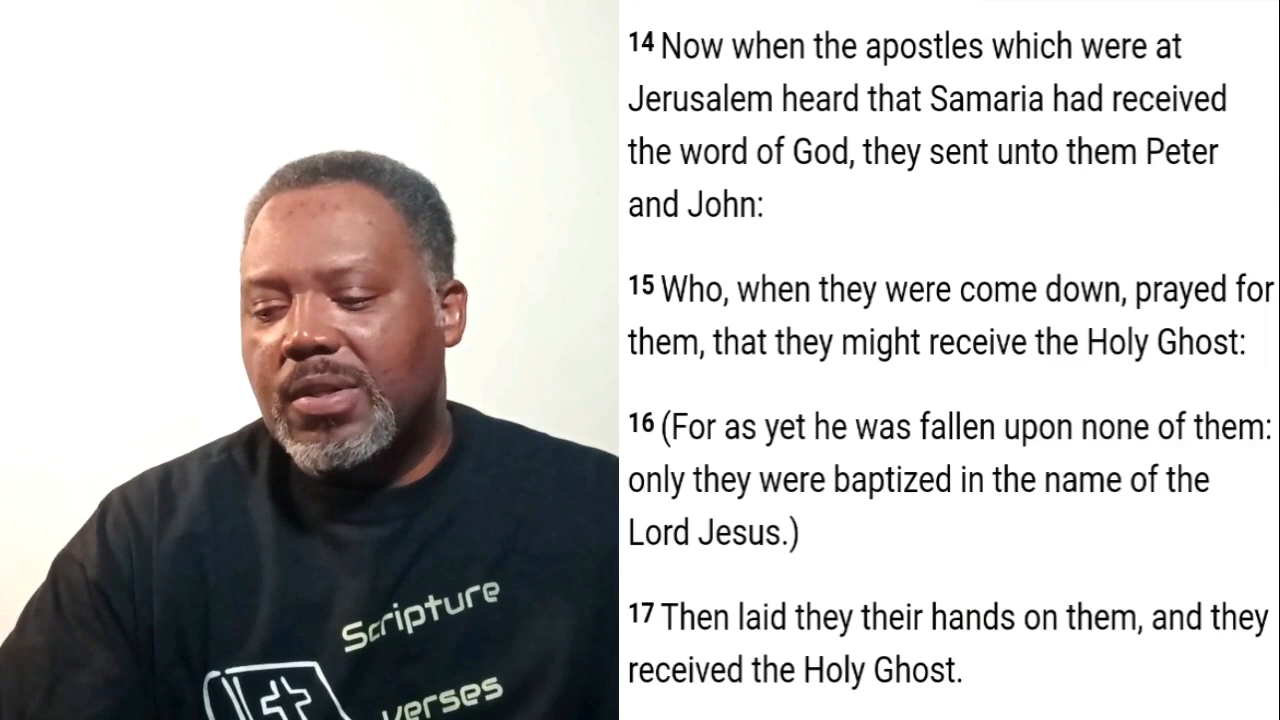 Scripture
verses
14 Now when the apostles which were at
Jerusalem heard that Samaria had received
the word of God, they sent unto them Peter
and John:
15 Who, when they were come down, prayed for
them, that they might receive the Holy Ghost:
16 (For as yet he was fallen upon none of them:
only they were baptized in the name of the
Lord Jesus.)
17 Then laid they their hands on them, and they
received the Holy Ghost.